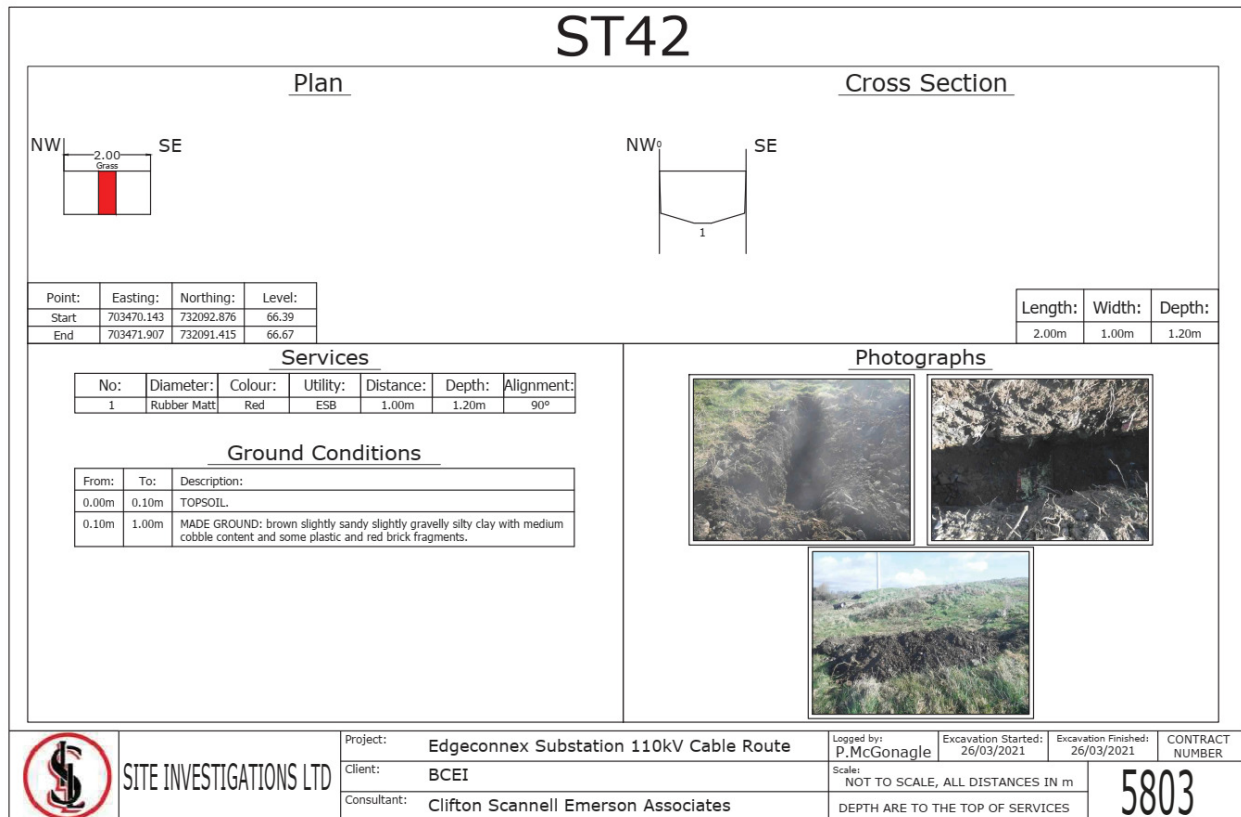 ST42
Plan
NW
SE
2.00
Grass
Cross Section
NW
0
SE
1
Point: Easting: Northing: Level:
Start 703470.143 732092.876 66.39
End 703471.907 732091.415 66.67
Length: Width: Depth:
2.00m 1.00m 1.20m
Services
No: Diameter: Colour: Utility: Distance: Depth: Alignment:
1 Rubber Matt Red ESB 1.00m 1.20m 90°
Ground Conditions
From: To: Description:
0.00m 0.10m TOPSOIL.
0.10m 1.00m MADE GROUND: brown slightly sandy slightly gravelly silty clay with medium
cobble content and some plastic and red brick fragments.
Photographs
SITE INVESTIGATIONS LTD
Project: Edgeconnex Substation 110kV Cable Route
Client: BCEI
Consultant: Clifton Scannell Emerson Associates
Logged by:
P.McGonagle
Excavation Started:
26/03/2021
Excavation Finished:
26/03/2021
Scale:
NOT TO SCALE, ALL DISTANCES IN m
DEPTH ARE TO THE TOP OF SERVICES
CONTRACT
NUMBER
5803